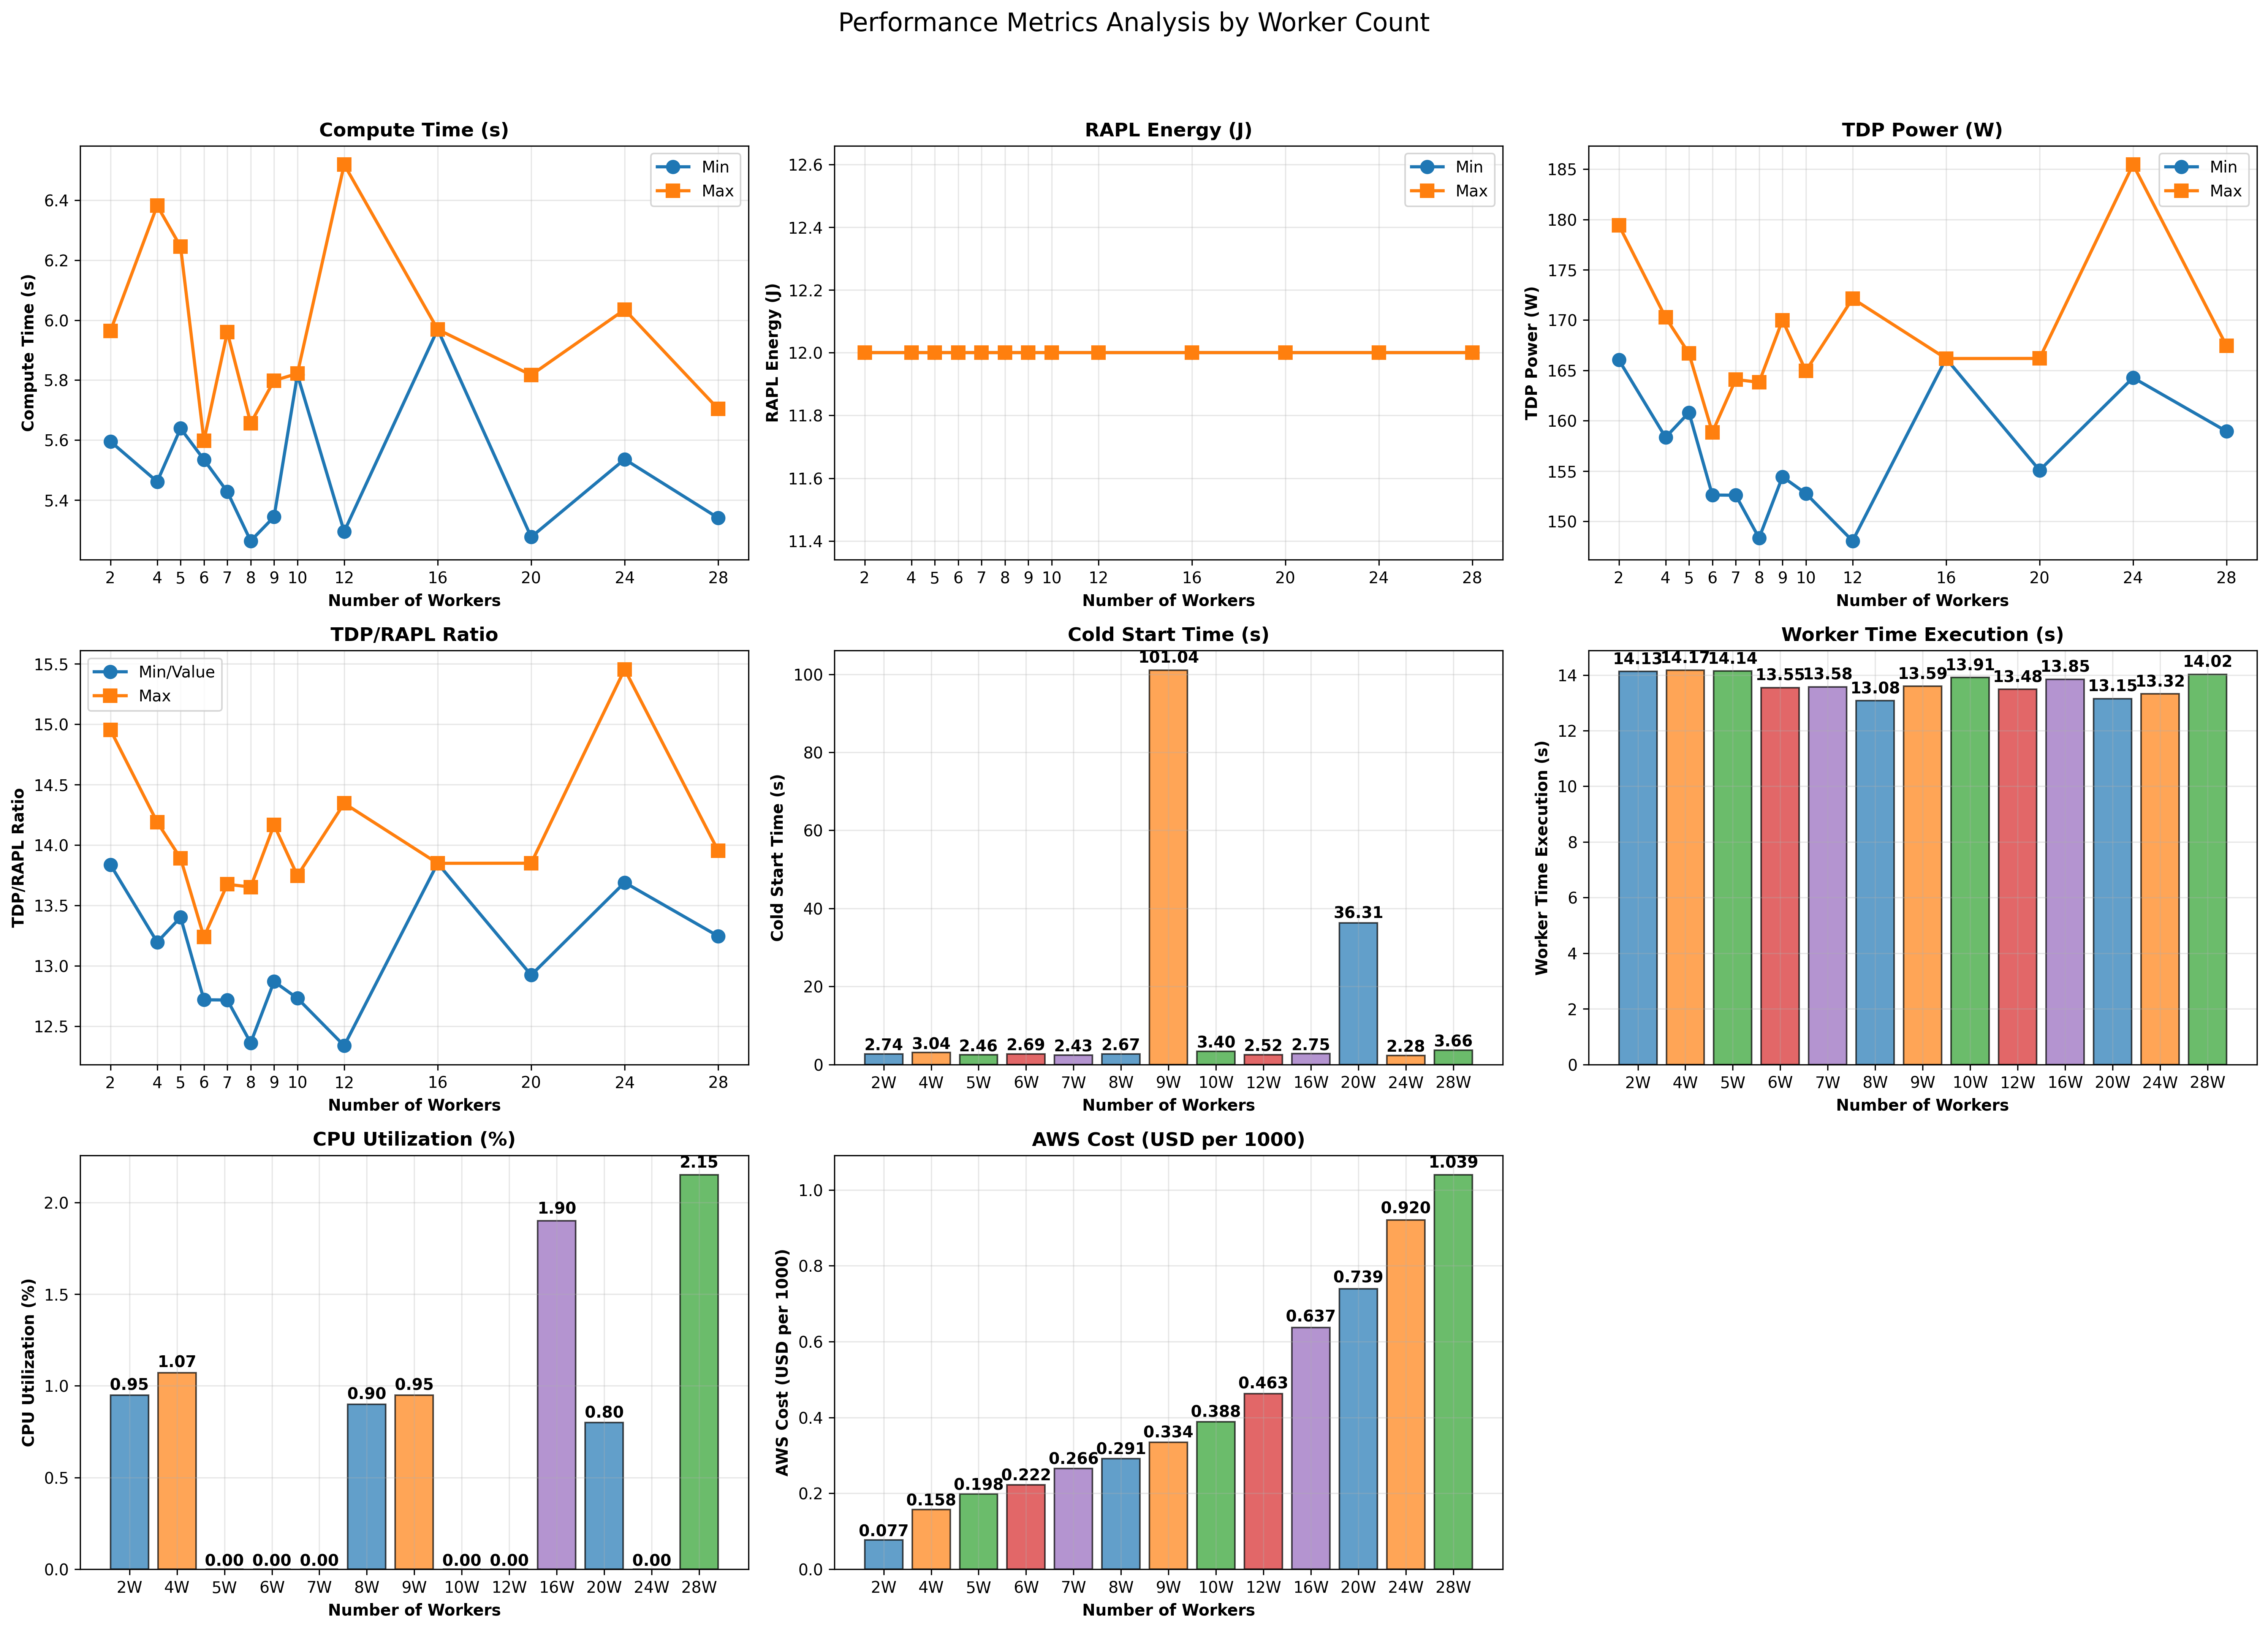 Performance Metrics Analysis by Worker Count
Compute Time (s)
Compute Time (s)
6.4
6.2
6.0
5.8
5.6
5.4
Min
Max
2 4 5 6 7 8 9 10 12 16 20 24 28
Number of Workers
RAPL Energy (J)
RAPL Energy (J)
12.6
12.4
12.2
12.0
11.8
11.6
11.4
Min
Max
2 4 5 6 7 8 9 10 12 16 20 24 28
Number of Workers
TDP Power (W)
TDP Power (W)
185
180
175
170
165
160
155
150
Min
Max
2 4 5 6 7 8 9 10 12 16 20 24 28
Number of Workers
TDP/RAPL Ratio
TDP/RAPL Ratio
15.5
15.0
14.5
14.0
13.5
13.0
12.5
Min/Value
Max
2 4 5 6 7 8 9 10 12 16 20 24 28
Number of Workers
Cold Start Time (s)
Cold Start Time (s)
100
80
60
40
20
0
2.74 3.04 2.46 2.69 2.43 2.67 101.04 3.40 2.52 2.75 36.31 2.28 3.66
2W 4W 5W 6W 7W 8W 9W 10W 12W 16W 20W 24W 28W
Number of Workers
Worker Time Execution (s)
Worker Time Execution (s)
14
12
10
8
6
4
2
0
14.13 14.17 14.14 13.55 13.58 13.08 13.59 13.91 13.48 13.85 13.15 13.32 14.02
2W 4W 5W 6W 7W 8W 9W 10W 12W 16W 20W 24W 28W
Number of Workers
CPU Utilization (%)
CPU Utilization (%)
2.0
1.5
1.0
0.5
0.0
0.95 1.07 0.00 0.00 0.00 0.90 0.95 0.00 0.00 1.90 0.80 0.00 2.15
2W 4W 5W 6W 7W 8W 9W 10W 12W 16W 20W 24W 28W
Number of Workers
AWS Cost (USD per 1000)
AWS Cost (USD per 1000)
1.0
0.8
0.6
0.4
0.2
0.0
0.077 0.158 0.198 0.222 0.266 0.291 0.334 0.388 0.463 0.637 0.739 0.920 1.039
2W 4W 5W 6W 7W 8W 9W 10W 12W 16W 20W 24W 28W
Number of Workers